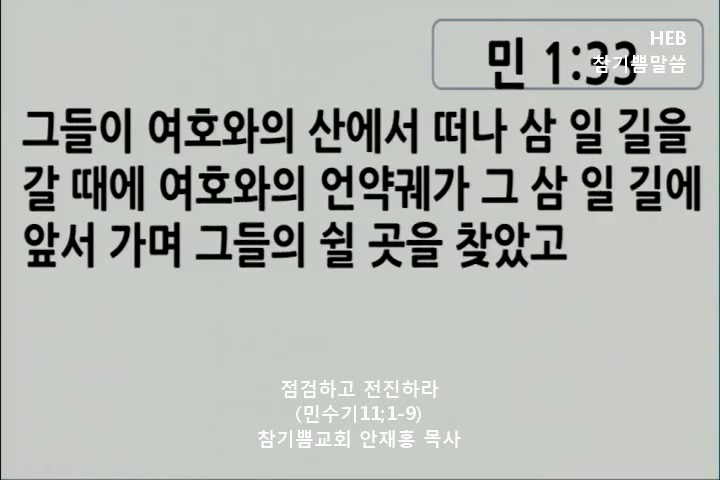 HEB
참기쁨말씀
민 1:33
그들이 여호와의 산에서 떠나 삼 일 길을
갈 때에 여호와의 언약궤가 그 삼 일 길에
앞서 가며 그들의 쉴 곳을 찾았고
점검하고 전진하라
(민수기11;1-9)
참기쁨교회 안재홍 목사